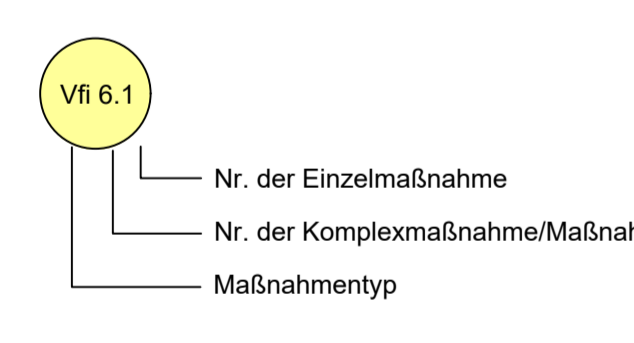 Vfi 6.1
Nr. der Einzelmaßnahme
Nr. der Komplexmaßnahme/Maßnah
Maßnahmentyp